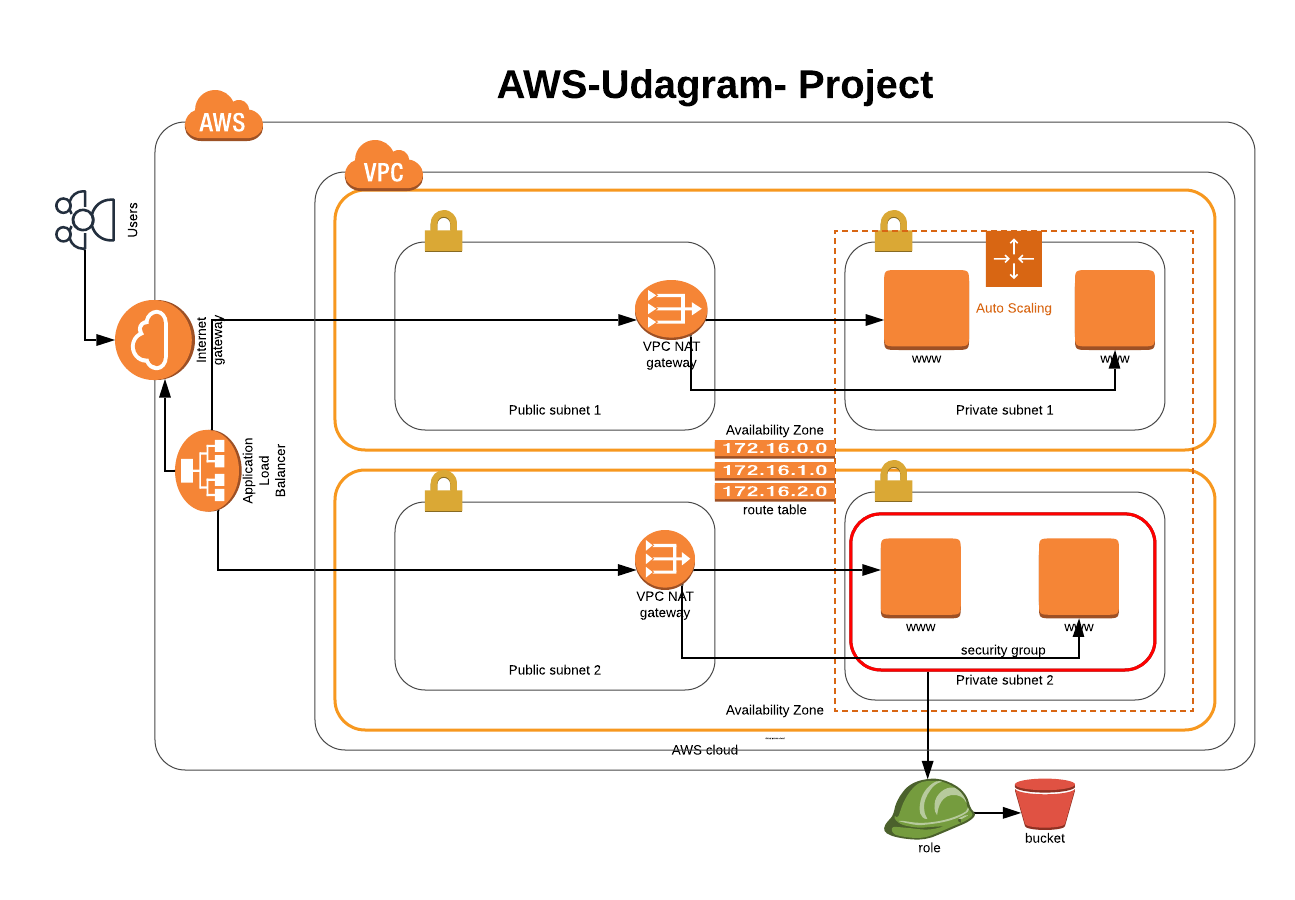 AWS-Udagram- Project
AWS
VPC
Users
Internet
gateway
Auto Scaling
VPC NAT
gateway
www
www
Public subnet 1
Private subnet 1
Availability Zone
172.16.0.0
172.16.1.0
172.16.2.0
route table
Application
Load
Balancer
VPC NAT
gateway
www
www
security group
Public subnet 2
Private subnet 2
Availability Zone
AWS cloud
role
bucket